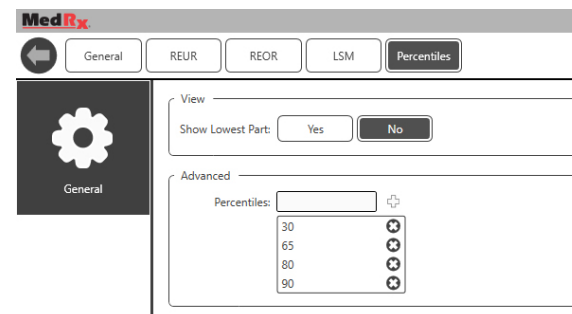 MedRx
General REUR REOR LSM Percentiles
View
Show Lowest Part: Yes No
General
Advanced
Percentiles:
30
65
80
90